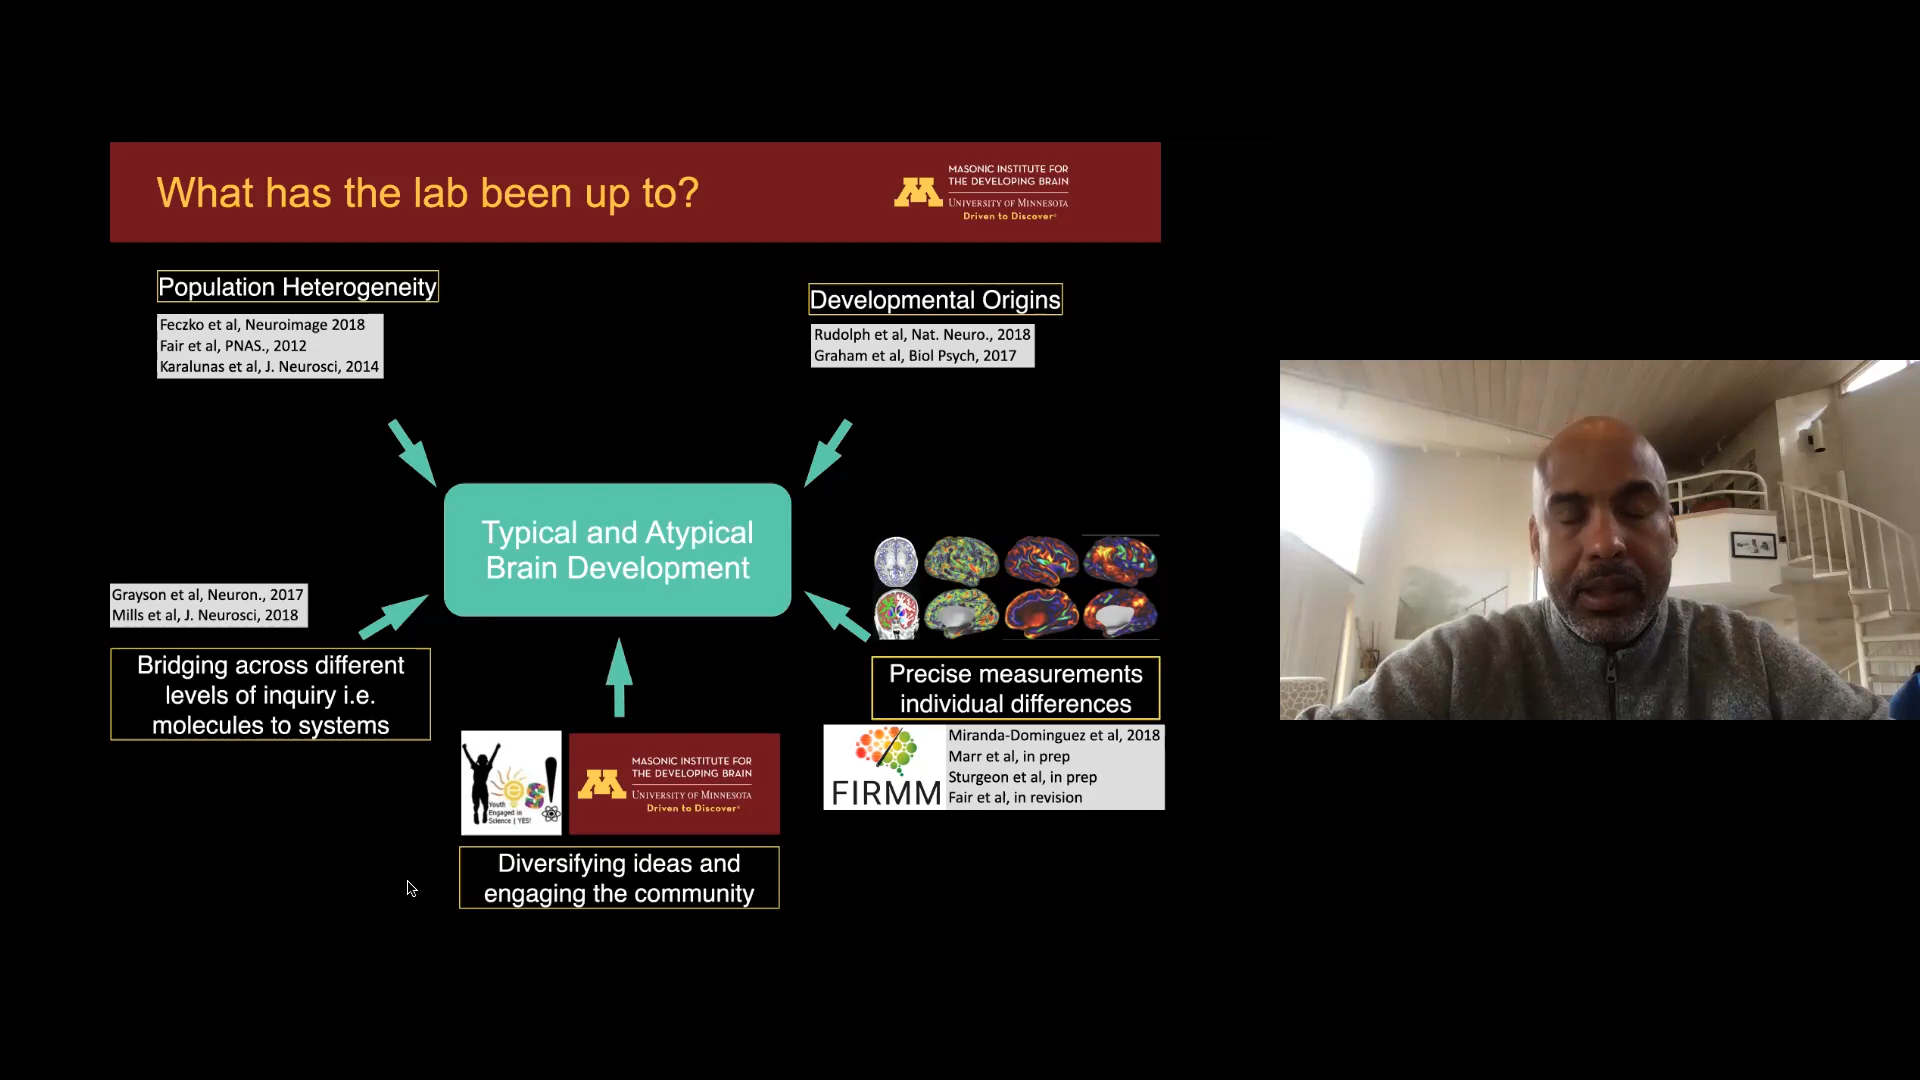 What has the lab been up to?
MASONIC INSTITUTE FOR
THE DEVELOPING BRAIN
UNIVERSITY OF MINNESOTA
Driven to Discover®
Population Heterogeneity
Feczko et al, Neuroimage 2018
Fair et al, PNAS., 2012
Karalunas et al, J. Neurosci, 2014
Developmental Origins
Rudolph et al, Nat. Neuro., 2018
Graham et al, Biol Psych, 2017
Typical and Atypical
Brain Development
Grayson et al, Neuron., 2017
Mills et al, J. Neurosci, 2018
Bridging across different
levels of inquiry i.e.
molecules to systems
Precise measurements
individual differences
FIRMM
Miranda-Dominguez et al, 2018
Marr et al, in prep
Sturgeon et al, in prep
Fair et al, in revision
yes!
Youth
Engaged in
Science | YES!
MASONIC INSTITUTE FOR
THE DEVELOPING BRAIN
UNIVERSITY OF MINNESOTA
Driven to Discover®
Diversifying ideas and
engaging the community